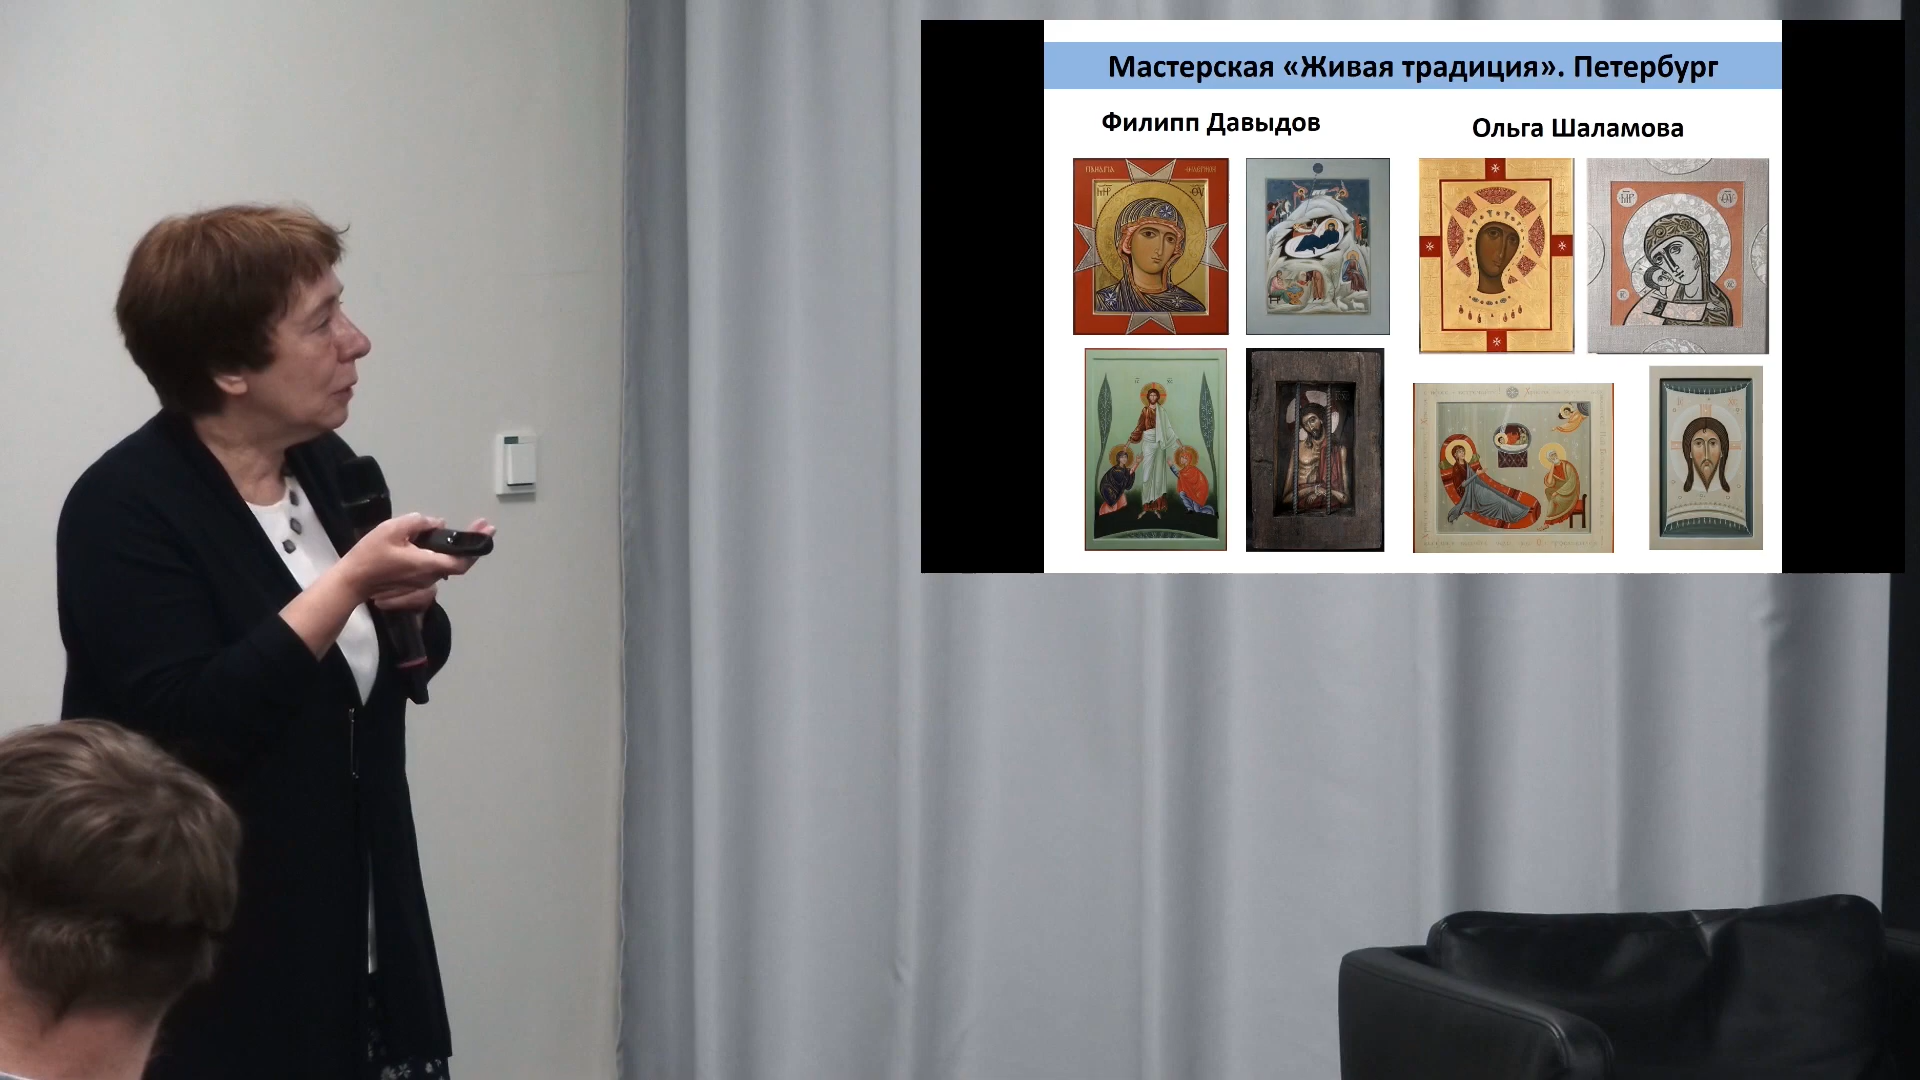 Мастерская «Живая традиция». Петербург
Филипп Давыдов
Ольга Шаламова